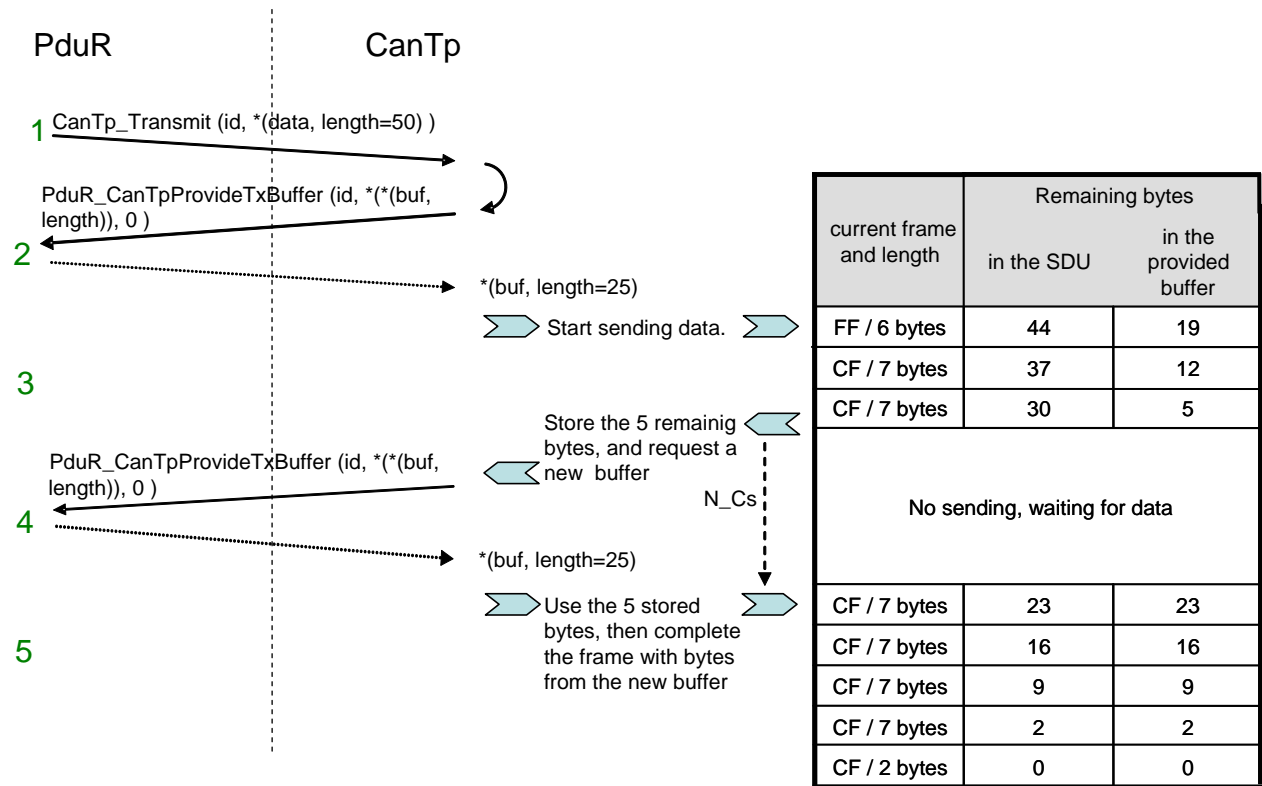 PduR
CanTp
1
CanTp_Transmit (id, *(data, length=50) )
PduR_CanTpProvideTxBuffer (id, *(*(buf,
length)), 0 )
2
*(buf, length=25)
Start sending data.
3
Store the 5 remainig
bytes, and request a
new buffer
PduR_CanTpProvideTxBuffer (id, *(*(buf,
length)), 0 )
N_Cs
4
*(buf, length=25)
Use the 5 stored
bytes, then complete
the frame with bytes
from the new buffer
5
Remaining bytes
current frame
and length
in the SDU
in the
provided
buffer
FF / 6 bytes 44 19
CF / 7 bytes 37 12
CF / 7 bytes 30 5
No sending, waiting for data
CF / 7 bytes 23 23
CF / 7 bytes 16 16
CF / 7 bytes 9 9
CF / 7 bytes 2 2
CF / 2 bytes 0 0